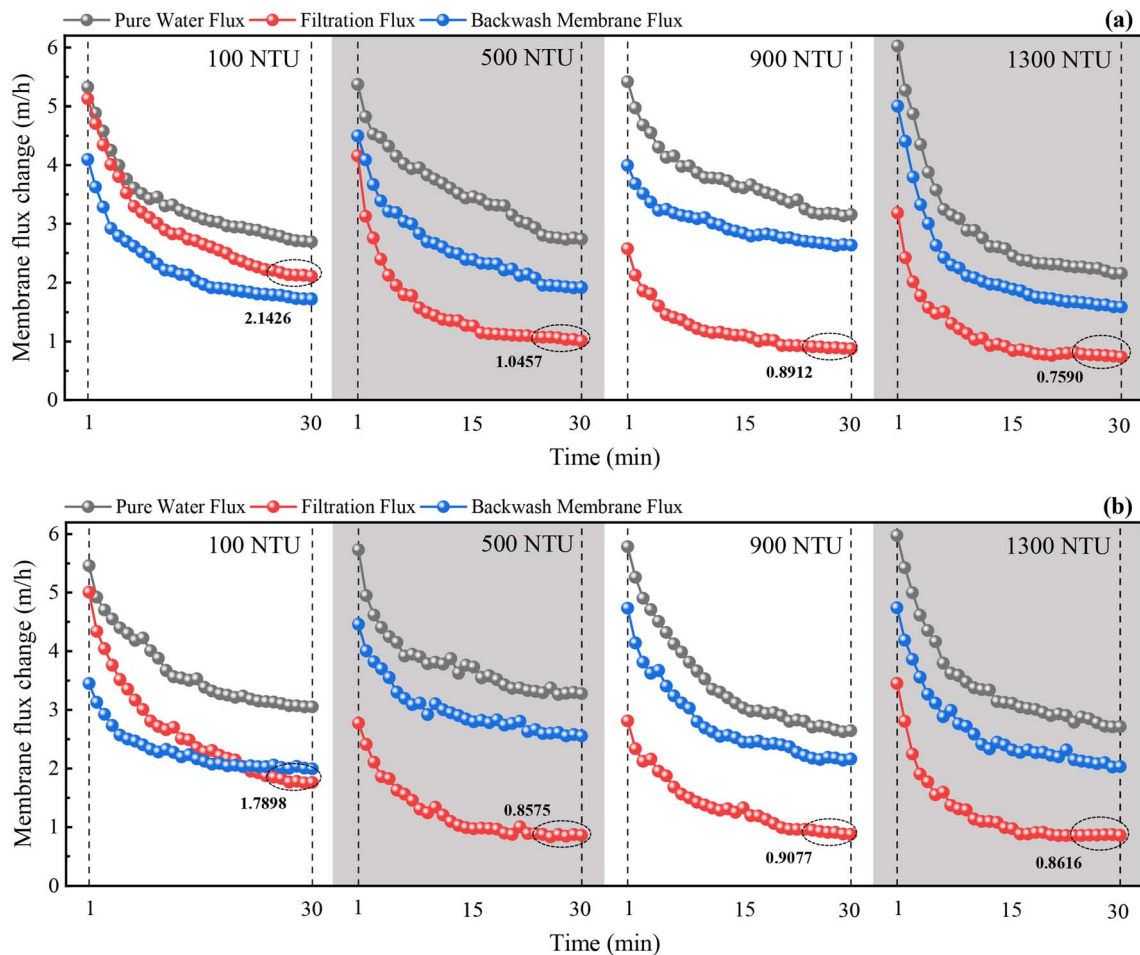 Pure Water Flux Filtration Flux Backwash Membrane Flux (a)
100 NTU 500 NTU 900 NTU 1300 NTU
Membrane flux change (m/h)
6
5
4
3
2
1
0
2.1426
1.0457
0.8912
0.7590
1 30 1 15 30 1 15 30 1 15 30
Time (min)
Pure Water Flux Filtration Flux Backwash Membrane Flux (b)
100 NTU 500 NTU 900 NTU 1300 NTU
Membrane flux change (m/h)
6
5
4
3
2
1
0
1.7898
0.8575
0.9077
0.8616
1 30 1 15 30 1 15 30 1 15 30
Time (min)